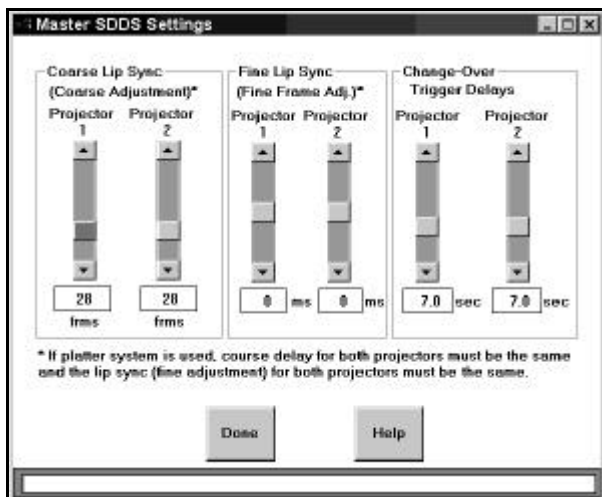 Master SDDS Settings
Coarse Lip Sync
(Coarse Adjustment)*
Projector 1
Projector 2
28
28
frms
frms
Fine Lip Sync
(Fine Frame Adj.)*
Projector 1
Projector 2
0 ms
0 ms
Change-Over
Trigger Delays
Projector 1
Projector 2
7.0 sec
7.0 sec
* If platter system is used, course delay for both projectors must be the same
and the lip sync (fine adjustment) for both projectors must be the same.
Done
Help